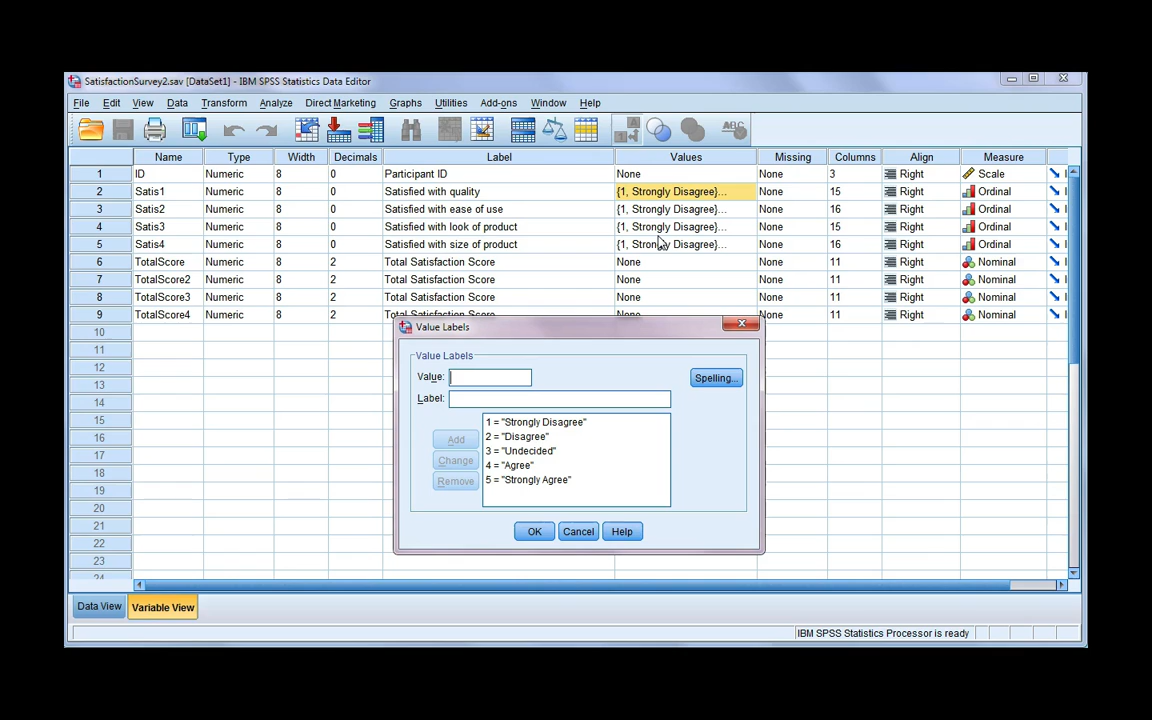 SatisfactionSurvey2.sav [DataSet1] - IBM SPSS Statistics Data Editor
File Edit View Data Transform Analyze Direct Marketing Graphs Utilities Add-ons Window Help
Name Type Width Decimals Label Values Missing Columns Align Measure
1 ID Numeric 8 0 Participant ID None None 3 Right Scale
2 Satis1 Numeric 8 0 Satisfied with quality {1, Strongly Disagree}... None 15 Right Ordinal
3 Satis2 Numeric 8 0 Satisfied with ease of use {1, Strongly Disagree}... None 16 Right Ordinal
4 Satis3 Numeric 8 0 Satisfied with look of product {1, Strongly Disagree}... None 15 Right Ordinal
5 Satis4 Numeric 8 0 Satisfied with size of product {1, Strongly Disagree}... None 16 Right Ordinal
6 TotalScore Numeric 8 2 Total Satisfaction Score None None 11 Right Nominal
7 TotalScore2 Numeric 8 2 Total Satisfaction Score None None 11 Right Nominal
8 TotalScore3 Numeric 8 2 Total Satisfaction Score None None 11 Right Nominal
9 TotalScore4 Numeric 8 2 Total Satisfaction Score None None 11 Right Nominal
10
11
12
13
14
15
16
17
18
19
20
21
22
23
24
Value Labels
Value Labels
Value:
Spelling...
Label:
1 = "Strongly Disagree"
2 = "Disagree"
3 = "Undecided"
4 = "Agree"
5 = "Strongly Agree"
Add
Change
Remove
OK Cancel Help
Data View Variable View
IBM SPSS Statistics Processor is ready